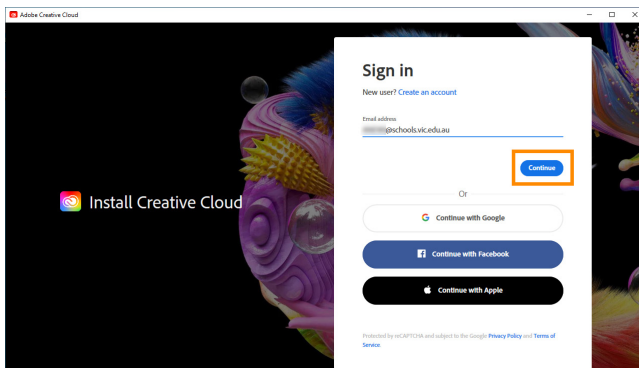 Adobe Creative Cloud
Sign in
New user? Create an account
Email address
@schools.vic.edu.au
Continue
Or
Install Creative Cloud
Continue with Google
Continue with Facebook
Continue with Apple
Protected by reCAPTCHA and subject to the Google Privacy Policy and Terms of
Service.